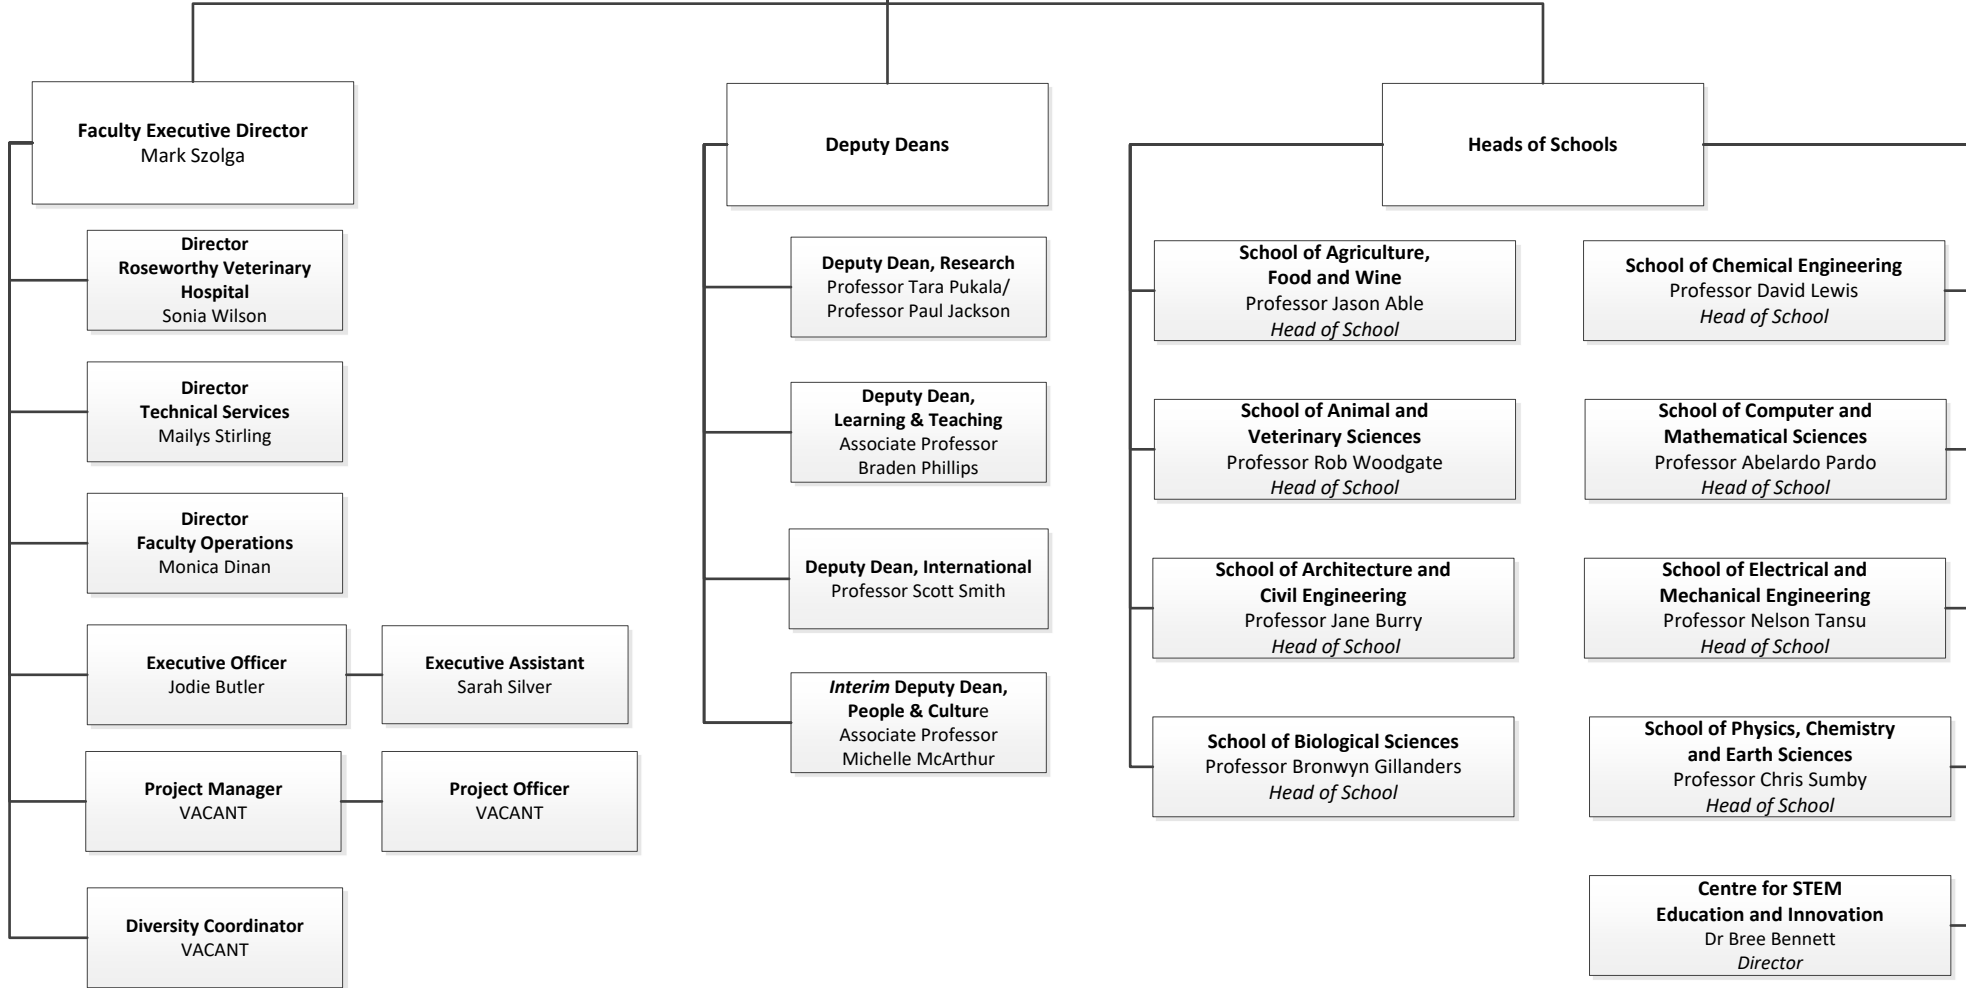 Faculty Executive Director
Mark Szolga
Director
Roseworthy Veterinary
Hospital
Sonia Wilson
Director
Technical Services
Mailys Stirling
Director
Faculty Operations
Monica Dinan
Executive Officer
Jodie Butler
Executive Assistant
Sarah Silver
Project Manager
VACANT
Project Officer
VACANT
Diversity Coordinator
VACANT
Deputy Deans
Deputy Dean, Research
Professor Tara Pukala/
Professor Paul Jackson
Deputy Dean,
Learning & Teaching
Associate Professor
Braden Phillips
Deputy Dean, International
Professor Scott Smith
Interim Deputy Dean,
People & Culture
Associate Professor
Michelle McArthur
Heads of Schools
School of Agriculture,
Food and Wine
Professor Jason Able
Head of School
School of Animal and
Veterinary Sciences
Professor Rob Woodgate
Head of School
School of Architecture and
Civil Engineering
Professor Jane Burry
Head of School
School of Biological Sciences
Professor Bronwyn Gillanders
Head of School
School of Chemical Engineering
Professor David Lewis
Head of School
School of Computer and
Mathematical Sciences
Professor Abelardo Pardo
Head of School
School of Electrical and
Mechanical Engineering
Professor Nelson Tansu
Head of School
School of Physics, Chemistry
and Earth Sciences
Professor Chris Sumby
Head of School
Centre for STEM
Education and Innovation
Dr Bree Bennett
Director